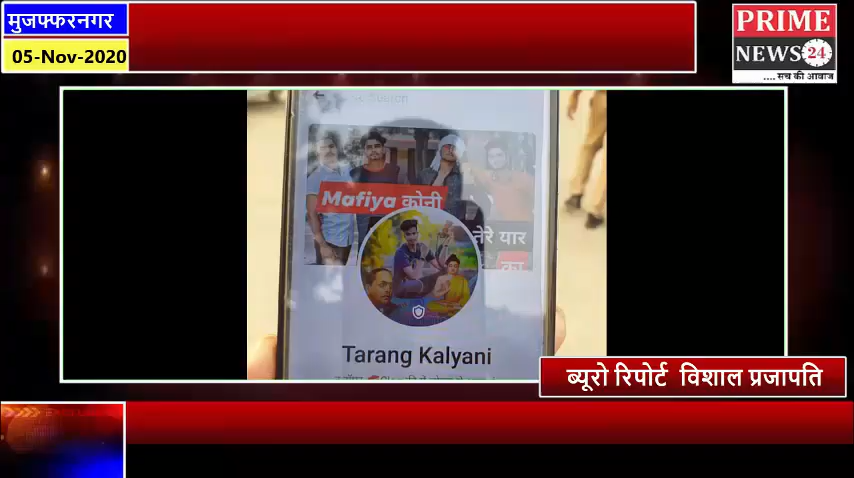 मुजफ्फरनगर
05-Nov-2020
PRIME
NEWS 24
....सच की आवाज
Mafiya कोनी
तेरे यार
का
Tarang Kalyani
ब्यूरो रिपोर्ट विशाल प्रजापति